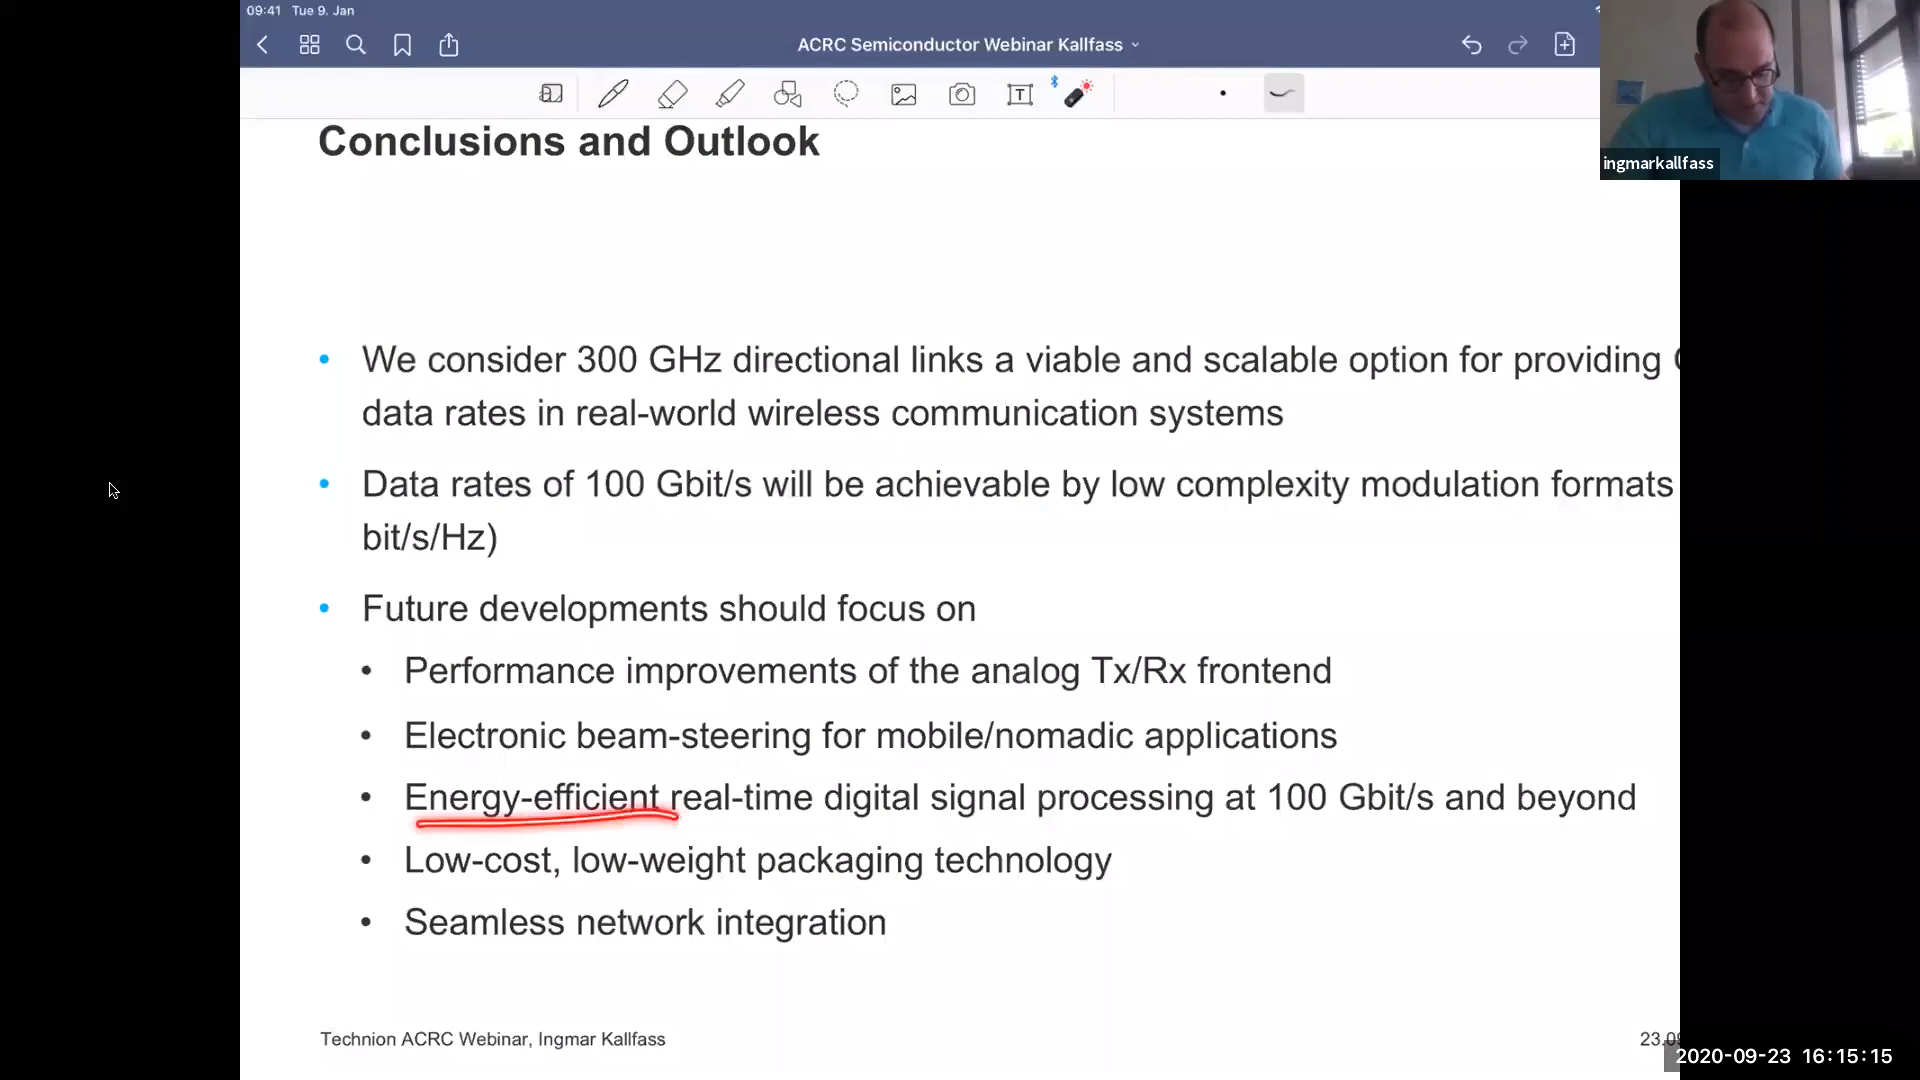 09:41 Tue 9. Jan
ACRC Semiconductor Webinar Kallfass
T
ingmarkallfass
Conclusions and Outlook
• We consider 300 GHz directional links a viable and scalable option for providing
data rates in real-world wireless communication systems
• Data rates of 100 Gbit/s will be achievable by low complexity modulation formats
bit/s/Hz)
• Future developments should focus on
• Performance improvements of the analog Tx/Rx frontend
• Electronic beam-steering for mobile/nomadic applications
• Energy-efficient real-time digital signal processing at 100 Gbit/s and beyond
• Low-cost, low-weight packaging technology
• Seamless network integration
Technion ACRC Webinar, Ingmar Kallfass
2020-09-23 16:15:15